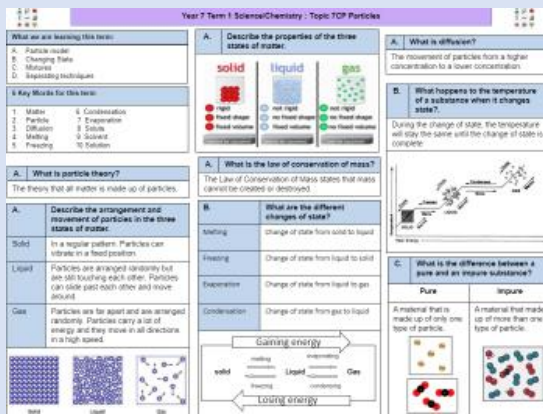 Year 7 Term 1 Science/Chemistry : Topic 7CP Particles
What we are learning this term:
A. Particle model
B. Changing State
C. Mixtures
D. Separating techniques
6 Key Words for this term
1. Matter
2. Particle
3. Diffusion
4. Melting
5. Freezing
6 Condensation
7 Evaporation
8 Solute
9 Solvent
10 Solution
A. What is particle theory?
The theory that all matter is made up of particles.
A. Describe the arrangement and
movement of particles in the three
states of matter.
Solid
In a regular pattern. Particles can
vibrate in a fixed position.
Liquid
Particles are arranged randomly but
are still touching each other. Particles
can slide past each other and move
around.
Gas
Particles are far apart and are arranged
randomly. Particles carry a lot of
energy and they move in all directions
in a high speed.
Solid
Liquid
Gas
A. Describe the properties of the three
states of matter.
solid
liquid
gas
rigid
no fixed shape
fixed volume
not rigid
no fixed shape
fixed volume
not rigid
no fixed shape
no fixed volume
A. What is the law of conservation of mass?
The Law of Conservation of Mass states that mass
cannot be created or destroyed.
B. What are the different
changes of state?
Melting
Change of state from solid to liquid
Freezing
Change of state from liquid to solid
Evaporation
Change of state from liquid to gas
Condensation
Change of state from gas to liquid
Gaining energy
melting
evaporating
solid
Liquid
Gas
freezing
condensing
Losing energy
A. What is diffusion?
The movement of particles from a higher
concentration to a lower concentration.
B. What happens to the temperature
of a substance when it changes
state?.
During the change of state, the temperature
will stay the same until the change of state is
complete
C. What is the difference between a
pure and an impure substance?
Pure
Impure
A material that is
made up of only one
type of particle.
A material that made
up of more than one
type of particle.